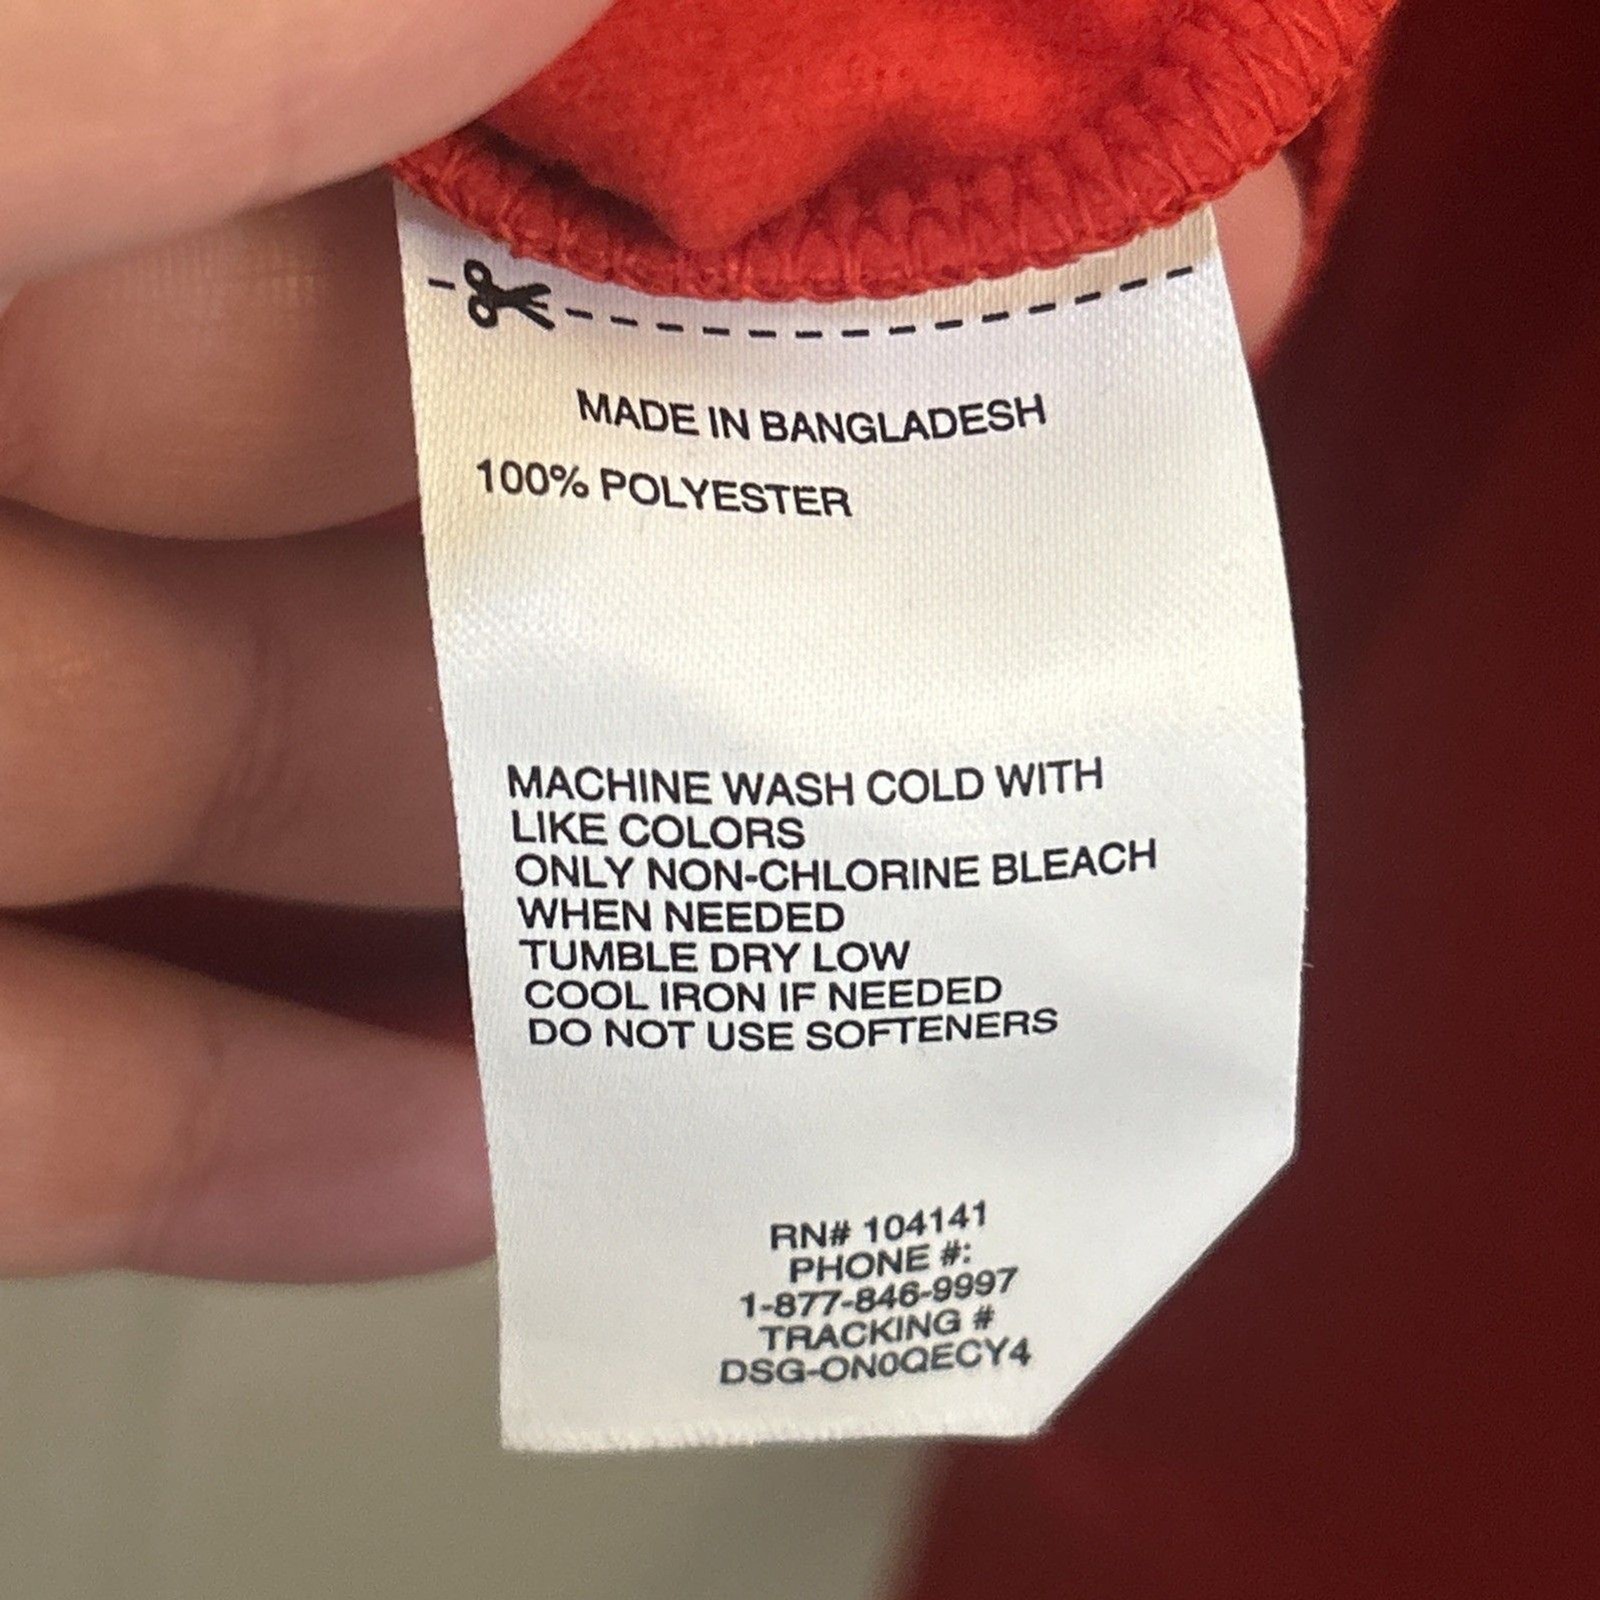 MADE IN BANGLADESH
100% POLYESTER
MACHINE WASH COLD WITH
LIKE COLORS
ONLY NON-CHLORINE BLEACH
WHEN NEEDED
TUMBLE DRY LOW
COOL IRON IF NEEDED
DO NOT USE SOFTENERS
RN# 104141
PHONE #:
1-877-846-9997
TRACKING #
DSG-ON0QECY4